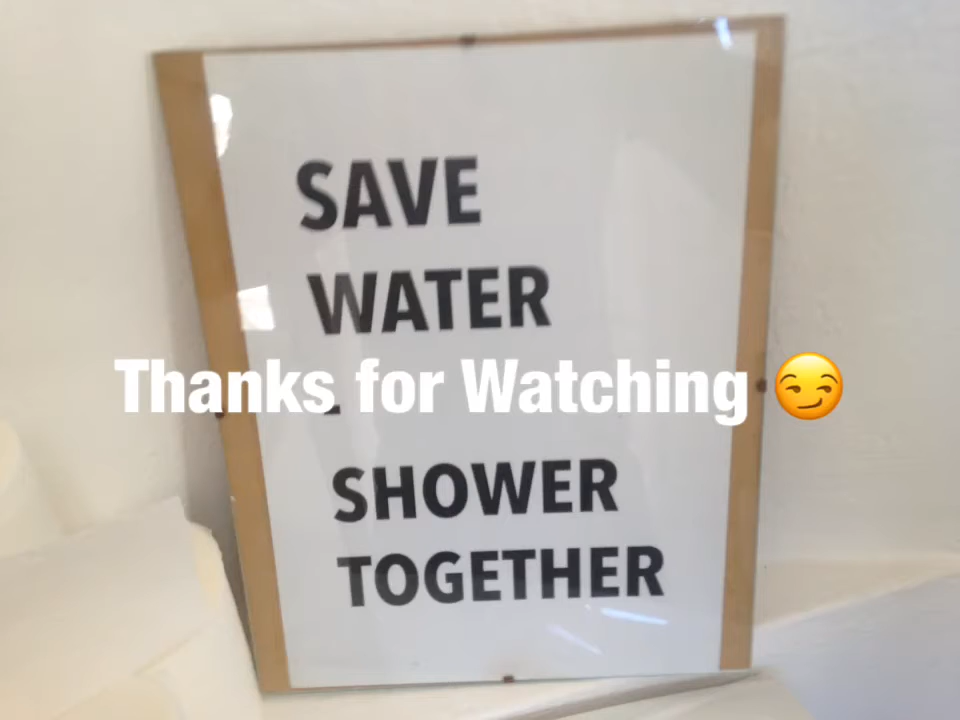 SAVE
WATER
Thanks for Watching 😏
-
SHOWER
TOGETHER